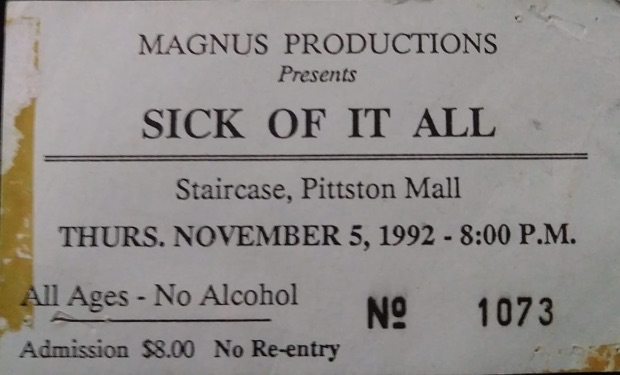 MAGNUS PRODUCTIONS
Presents
SICK OF IT ALL
Staircase, Pittston Mall
THURS. NOVEMBER 5, 1992 - 8:00 P.M.
All Ages - No Alcohol
Nº 1073
Admission $8.00 No Re-entry